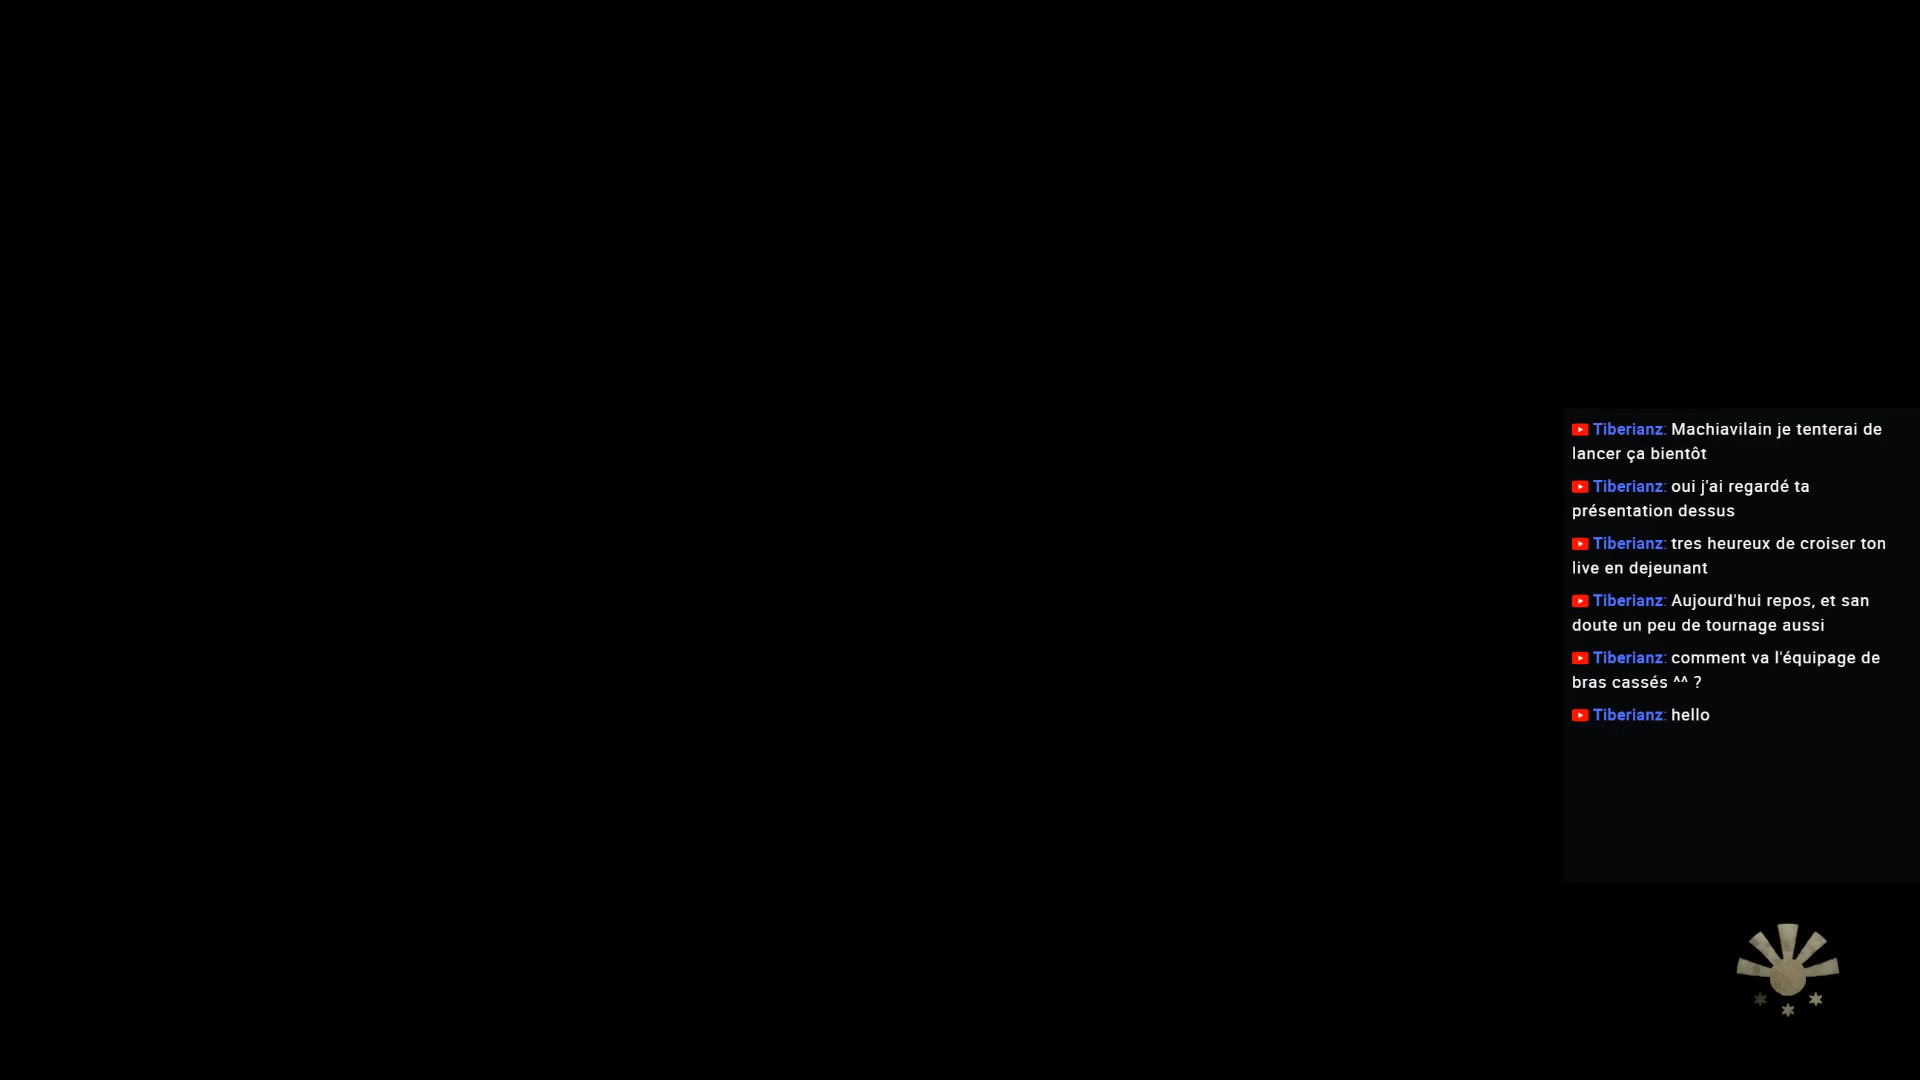 Tiberianz: Machiavilain je tenterai de
lancer ça bientôt
Tiberianz: oui j'ai regardé ta
présentation dessus
Tiberianz: tres heureux de croiser ton
live en dejeunant
Tiberianz: Aujourd'hui repos, et san
doute un peu de tournage aussi
Tiberianz: comment va l'équipage de
bras cassés ^^ ?
Tiberianz: hello